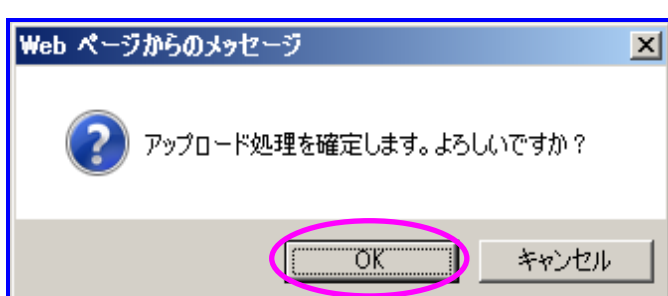 Web ページからのメッセージ
アップロード処理を確定します。よろしいですか？
OK
キャンセル